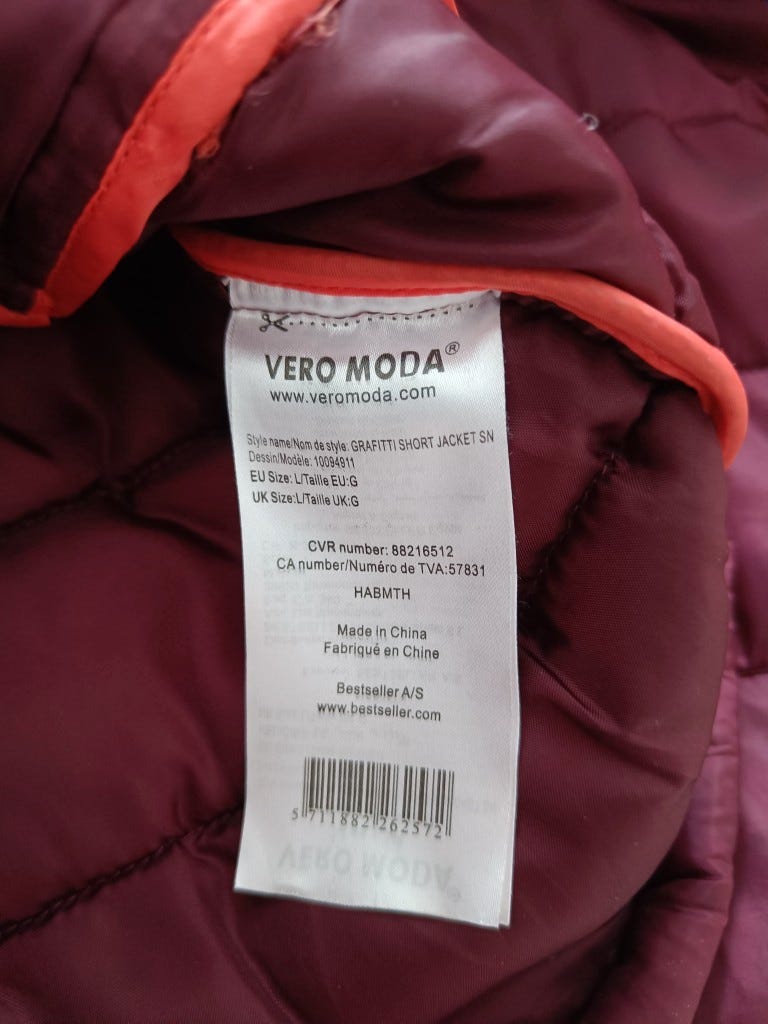 VERO MODA®
www.veromoda.com
Style name/Nom de style: GRAFITTI SHORT JACKET SN
Dessin/Modèle: 10094911
EU Size: L/Taille EU:G
UK Size:L/Taille UK:G
CVR number: 88216512
CA number/Numéro de TVA:57831
HABMTH
Made in China
Fabriqué en Chine
Bestseller A/S
www.bestseller.com
5 711882 262572
VERO MODA®